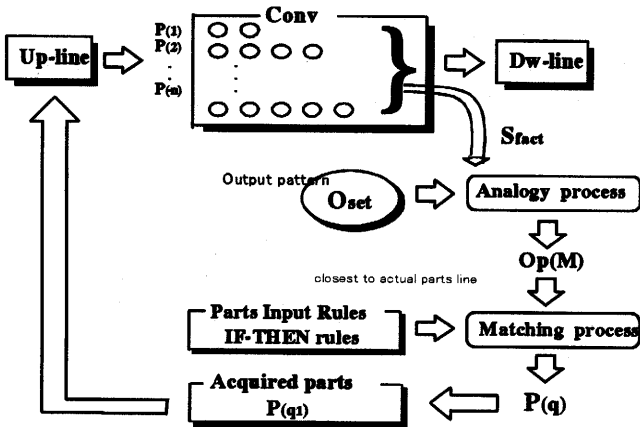 Conv
P(1)
P(2)
P(n)
Up-line
Dw-line
Sfact
Output pattern
Oset
Analogy process
Op(M)
closest to actual parts line
Parts Input Rules
IF-THEN rules
Matching process
Acquired parts
P(q1)
P(q)